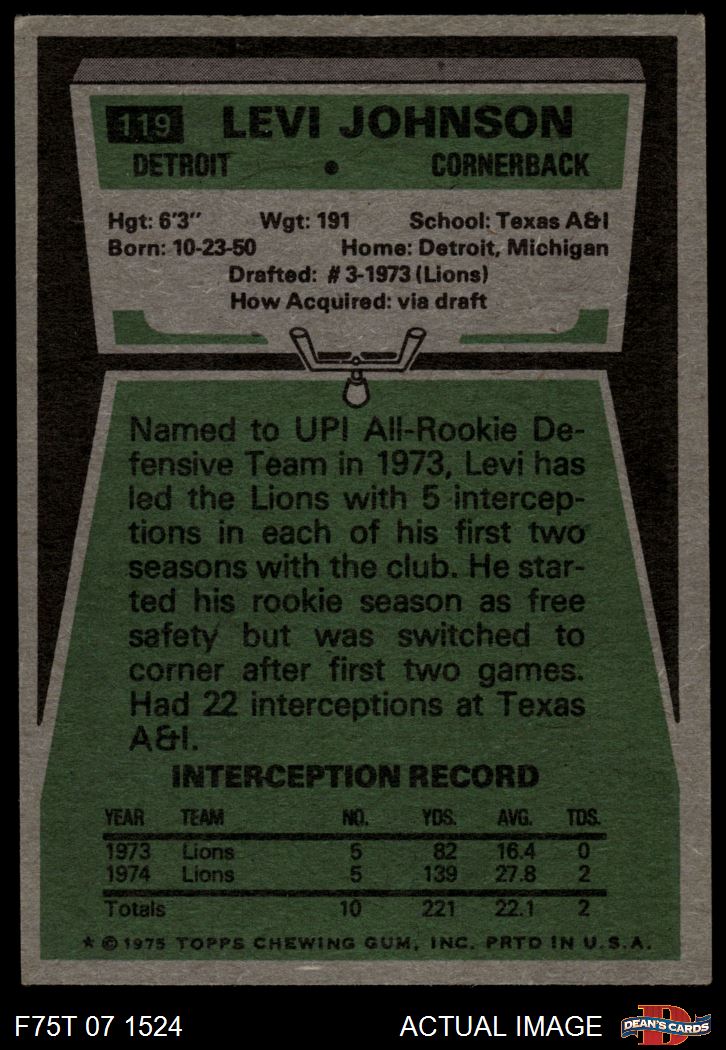 119 LEVI JOHNSON
DETROIT • CORNERBACK
Hgt: 6'3" Wgt: 191 School: Texas A&I
Born: 10-23-50 Home: Detroit, Michigan
Drafted: #3-1973 (Lions)
How Acquired: via draft
Named to UPI All-Rookie De-
fensive Team in 1973, Levi has
led the Lions with 5 intercep-
tions in each of his first two
seasons with the club. He star-
ted his rookie season as free
safety but was switched to
corner after first two games.
Had 22 interceptions at Texas
A&I.
INTERCEPTION RECORD
YEAR TEAM NO. YDS. AVG. TDS.
1973 Lions 5 82 16.4 0
1974 Lions 5 139 27.8 2
Totals 10 221 22.1 2
★ © 1975 TOPPS CHEWING GUM, INC. PRTD IN U.S.A.
F75T 07 1524 ACTUAL IMAGE DEAN'S CARDS